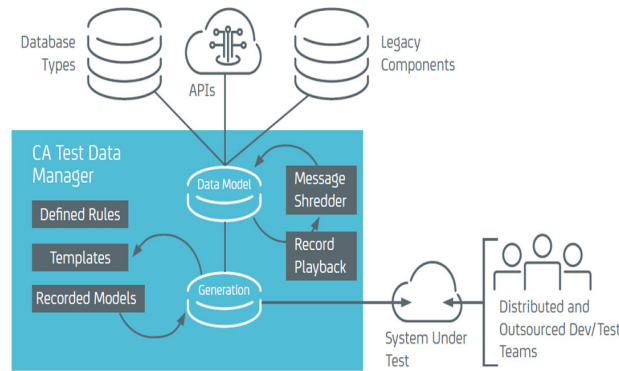 Database
Types
APIs
Legacy
Components
CA Test Data
Manager
Defined Rules
Templates
Recorded Models
Data Model
Message
Shredder
Record
Playback
Generation
System Under
Test
Distributed and
Outsourced Dev/Test
Teams